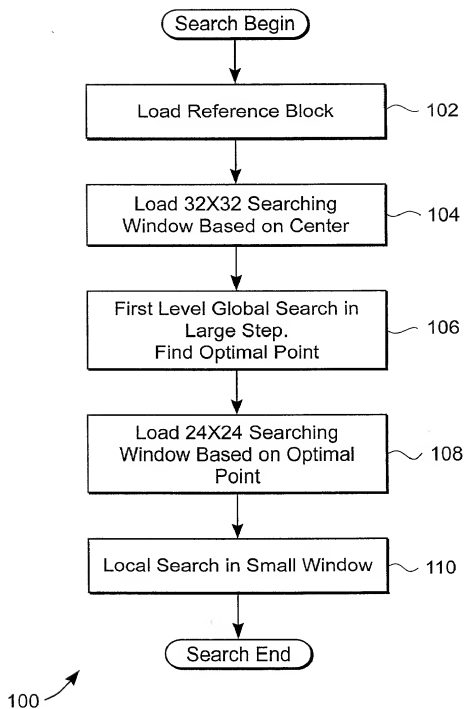 Search Begin
Load Reference Block
102
Load 32X32 Searching
Window Based on Center
104
First Level Global Search in
Large Step.
Find Optimal Point
106
Load 24X24 Searching
Window Based on Optimal
Point
108
Local Search in Small Window
110
Search End
100